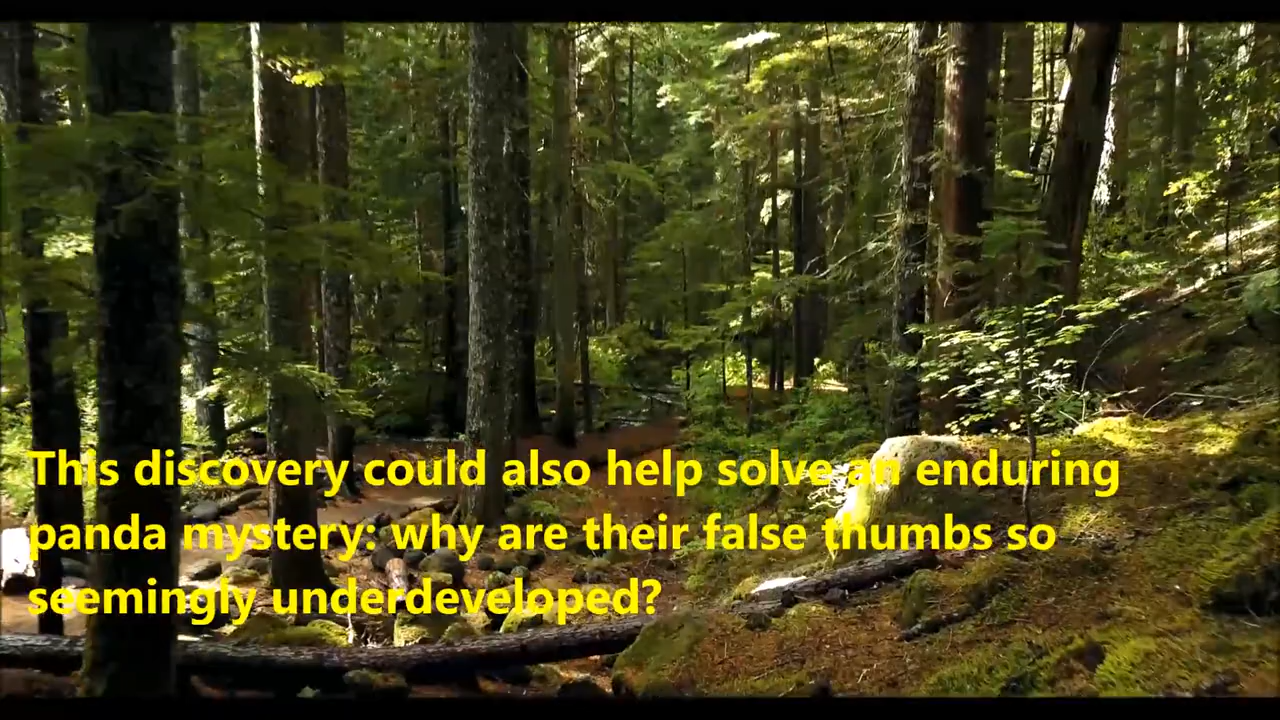 This discovery could also help solve an enduring
panda mystery: why are their false thumbs so
seemingly underdeveloped?